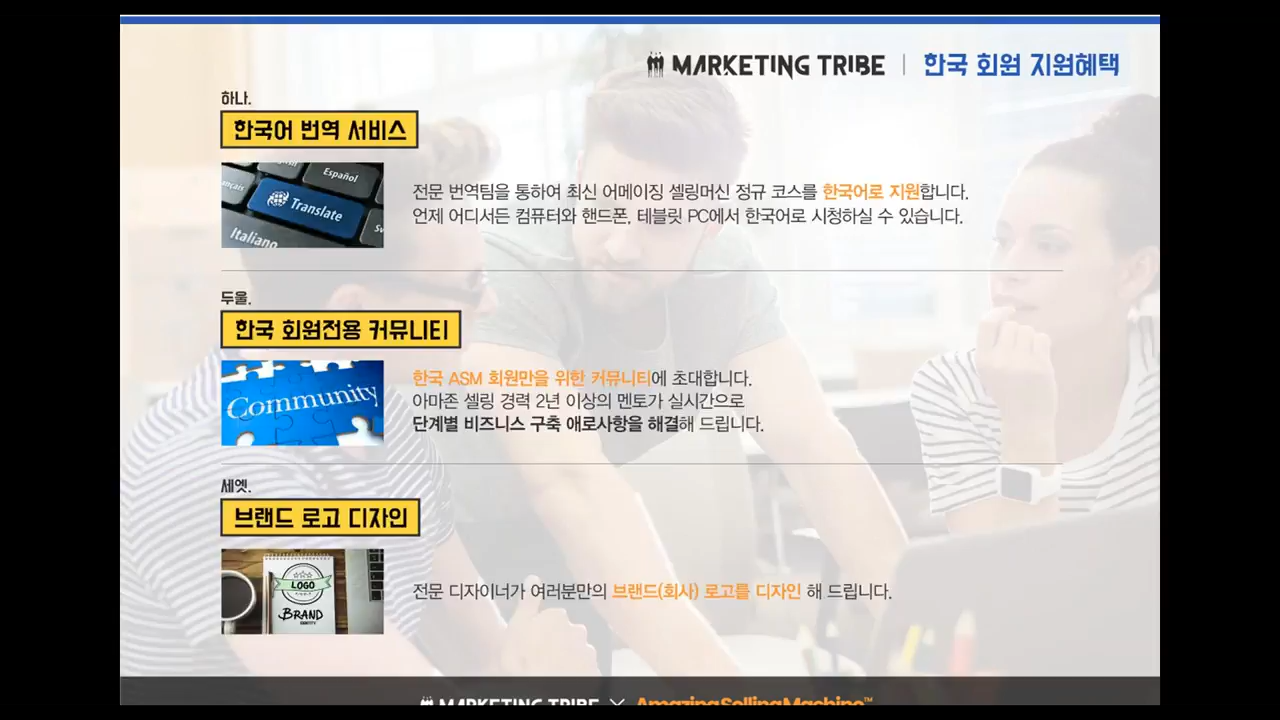 MARKETING TRIBE | 한국 회원 지원혜택
하나.
한국어 번역 서비스
Español
Français
Translate
Italiano
전문 번역팀을 통하여 최신 어메이징 셀링머신 정규 코스를 한국어로 지원합니다.
언제 어디서든 컴퓨터와 핸드폰, 테블릿 PC에서 한국어로 시청하실 수 있습니다.
두울.
한국 회원전용 커뮤니티
Community
한국 ASM 회원만을 위한 커뮤니티에 초대합니다.
아마존 셀링 경력 2년 이상의 멘토가 실시간으로
단계별 비즈니스 구축 애로사항을 해결해 드립니다.
세엣.
브랜드 로고 디자인
LOGO
BRAND
IDENTITY
전문 디자이너가 여러분만의 브랜드(회사) 로고를 디자인 해 드립니다.
MARKETING TRIBE × AmazingSellingMachine™